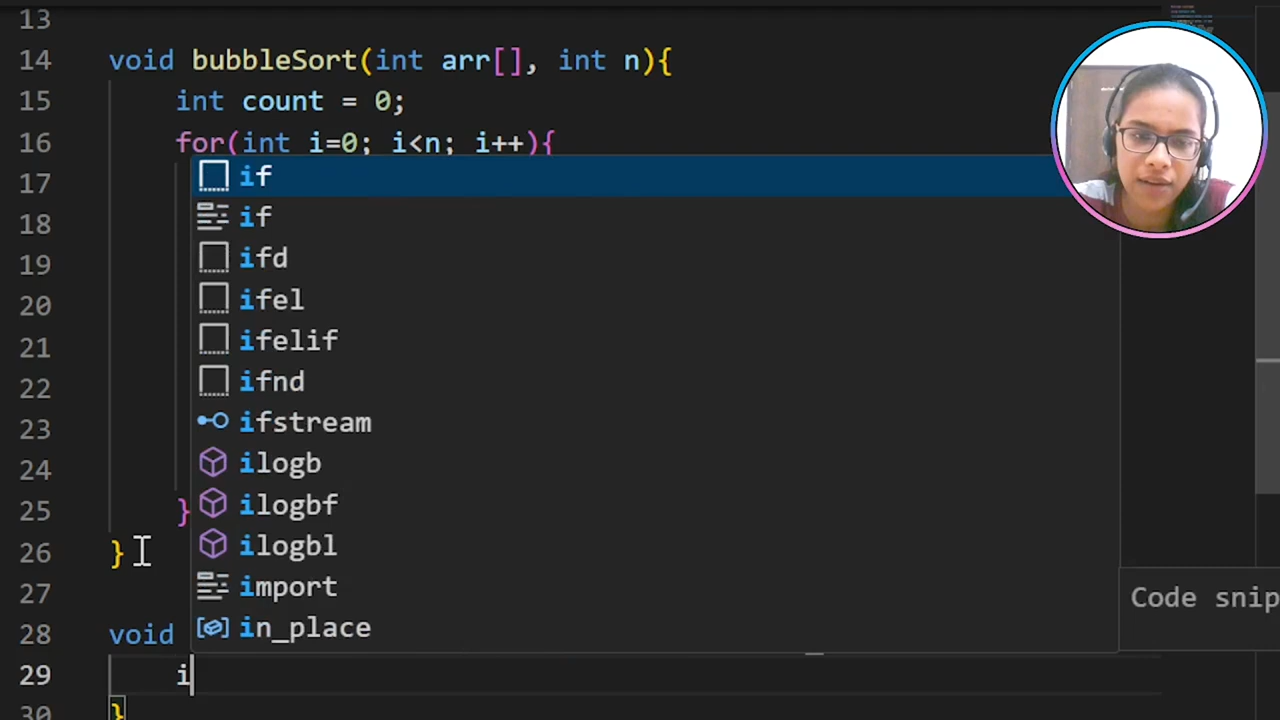 13
14 void bubbleSort(int arr[], int n){
15 int count = 0;
16 for(int i=0; i<n; i++){
17 if
18 if
19 ifd
20 ifel
21 ifelif
22 ifnd
23 ifstream
24 ilogb
25 } ilogbf
26 } ilogbl
27 import
28 void in_place
29 i
30 }
Code snip